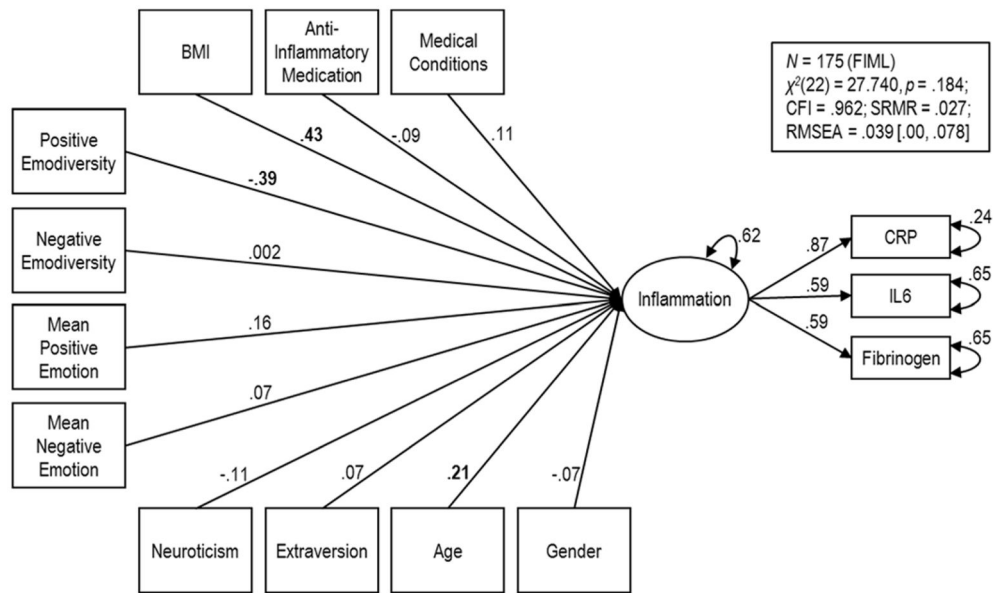 BMI
Anti-
Inflammatory
Medication
Medical
Conditions
N = 175 (FIML)
χ²(22) = 27.740, p = .184;
CFI = .962; SRMR = .027;
RMSEA = .039 [.00, .078]
Positive
Emodiversity
Negative
Emodiversity
Mean
Positive
Emotion
Mean
Negative
Emotion
.43
-.09
.11
-.39
.002
.16
.07
-.11
.07
.21
-.07
Neuroticism
Extraversion
Age
Gender
Inflammation
.62
.87
.59
.59
CRP
.24
IL6
.65
Fibrinogen
.65